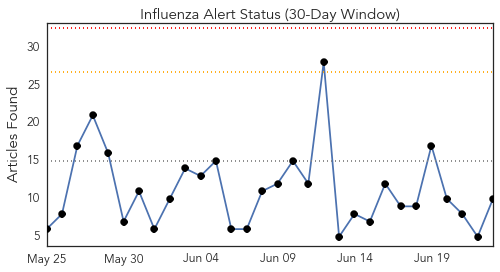 Influenza Alert Status (30-Day Window)
Articles Found
30
25
20
15
10
5
May 25 May 30 Jun 04 Jun 09 Jun 14 Jun 19